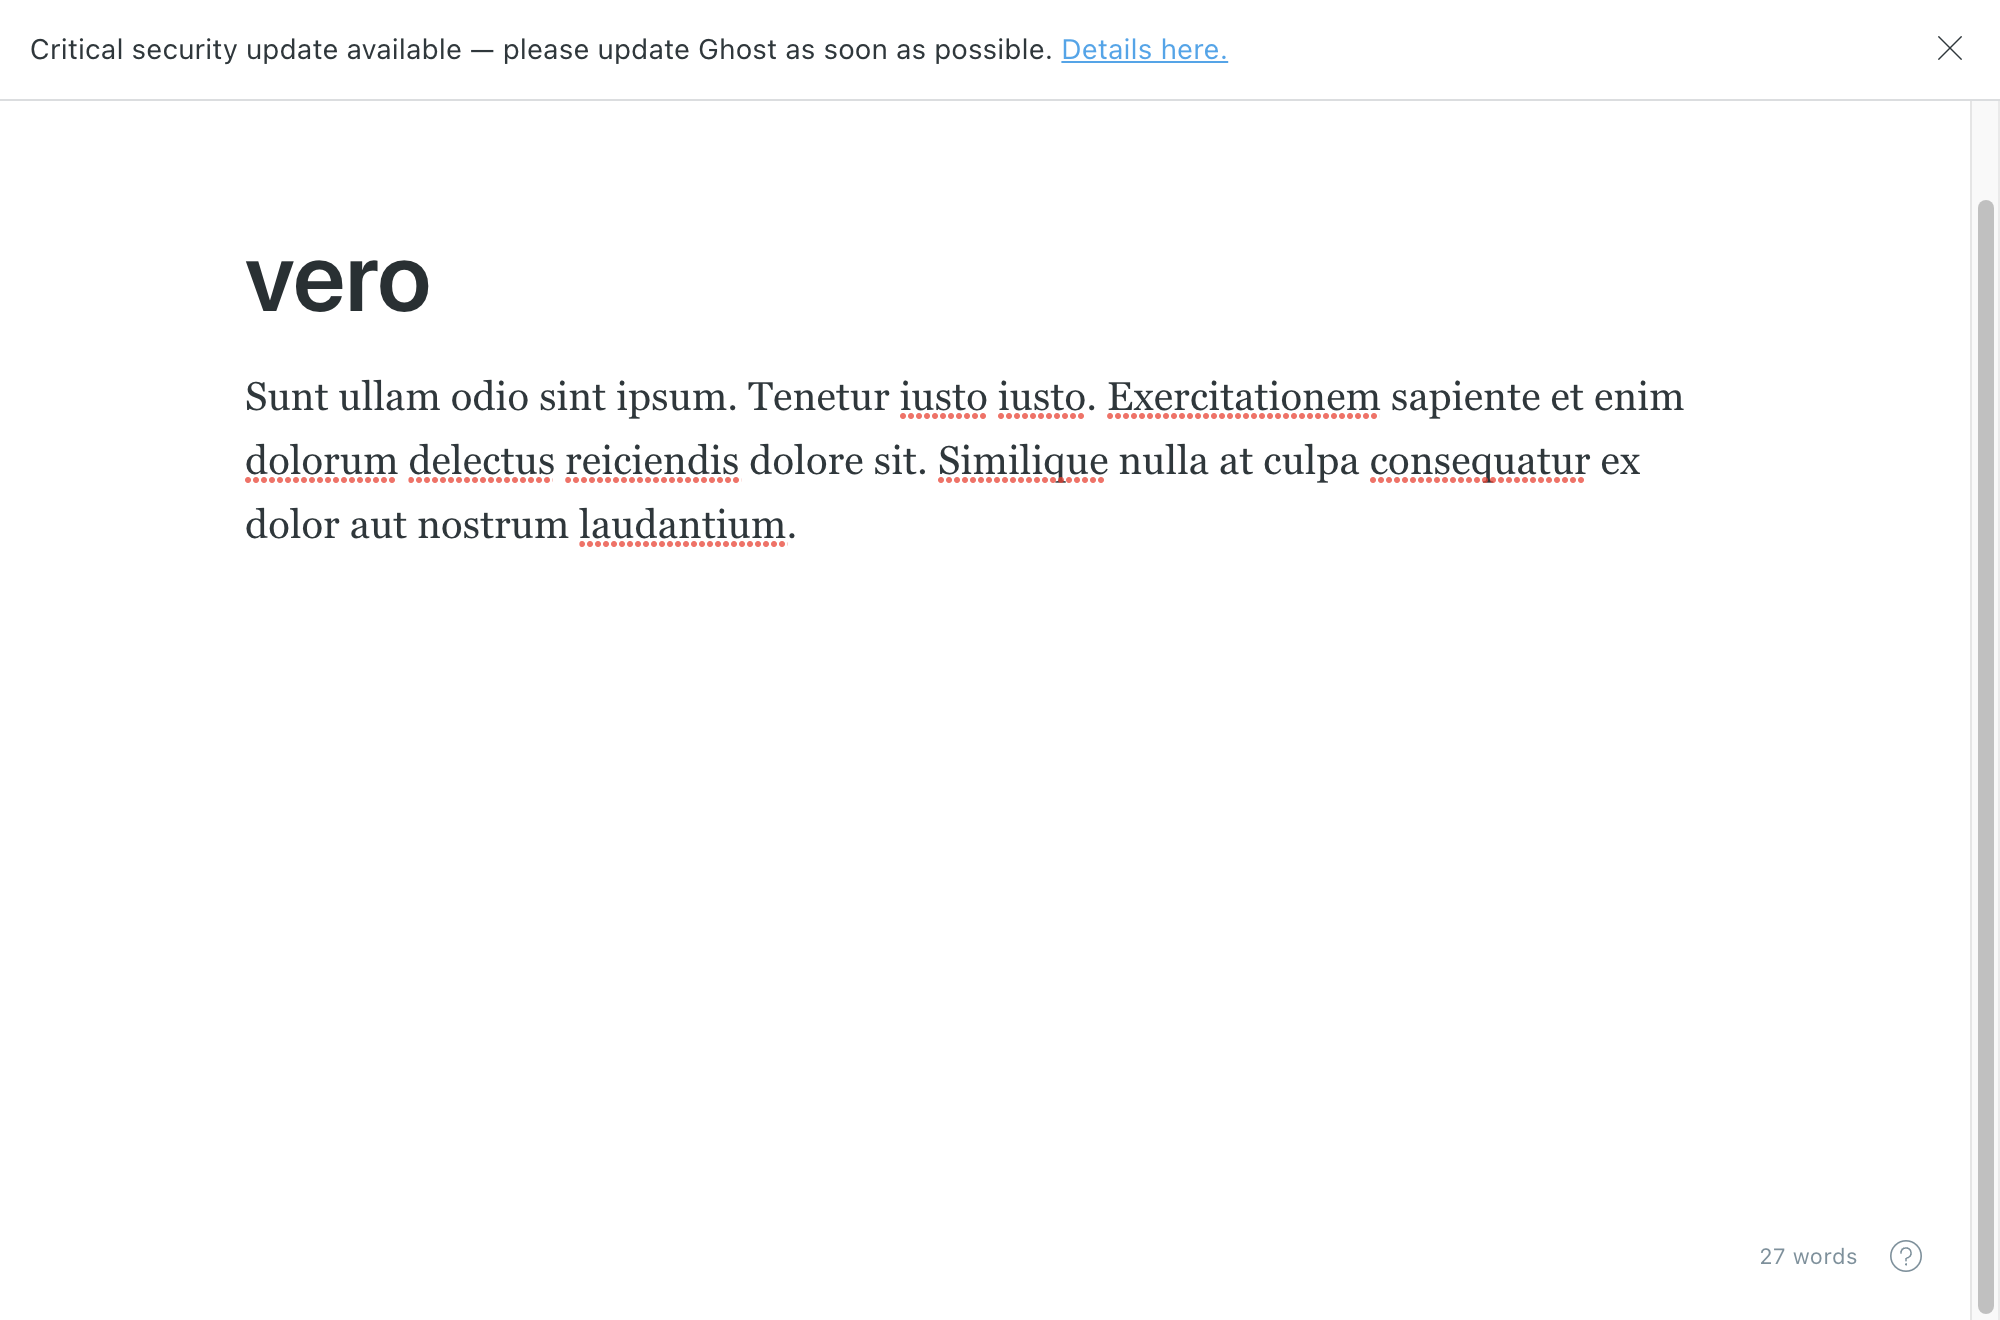 Critical security update available — please update Ghost as soon as possible. Details here.
vero
Sunt ullam odio sint ipsum. Tenetur iusto iusto. Exercitationem sapiente et enim
dolorum delectus reiciendis dolore sit. Similique nulla at culpa consequatur ex
dolor aut nostrum laudantium.
27 words ?